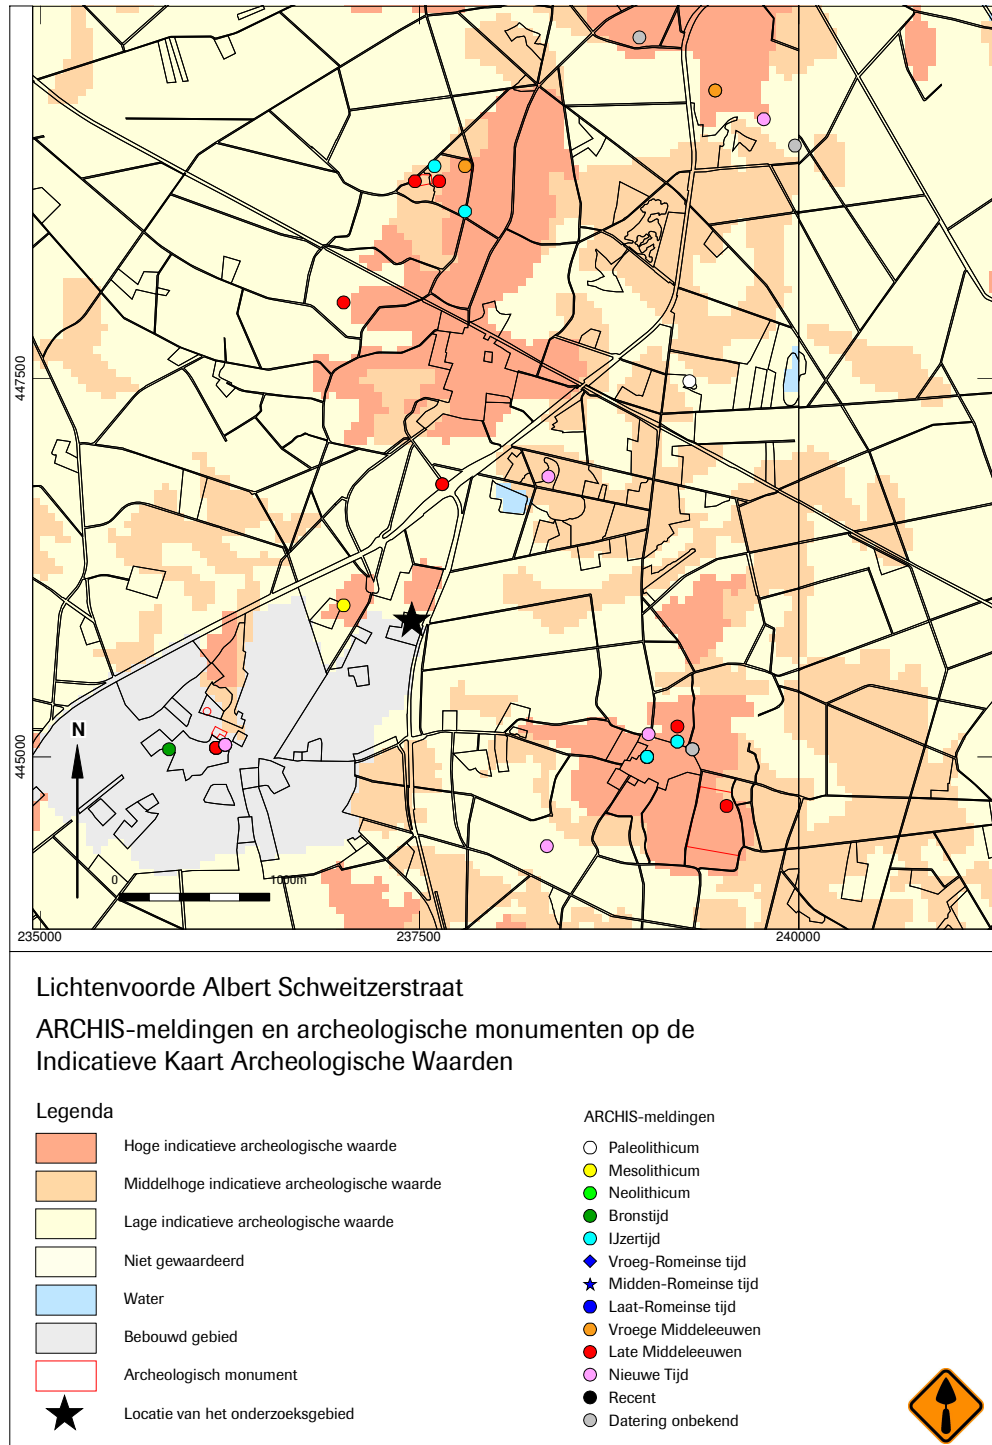 447500
445000
N
0 1000m
235000 237500 240000
Lichtenvoorde Albert Schweitzerstraat
ARCHIS-meldingen en archeologische monumenten op de
Indicatieve Kaart Archeologische Waarden
Legenda
Hoge indicatieve archeologische waarde
Middelhoge indicatieve archeologische waarde
Lage indicatieve archeologische waarde
Niet gewaardeerd
Water
Bebouwd gebied
Archeologisch monument
Locatie van het onderzoeksgebied
ARCHIS-meldingen
Paleolithicum
Mesolithicum
Neolithicum
Bronstijd
IJzertijd
Vroeg-Romeinse tijd
Midden-Romeinse tijd
Laat-Romeinse tijd
Vroege Middeleeuwen
Late Middeleeuwen
Nieuwe Tijd
Recent
Datering onbekend